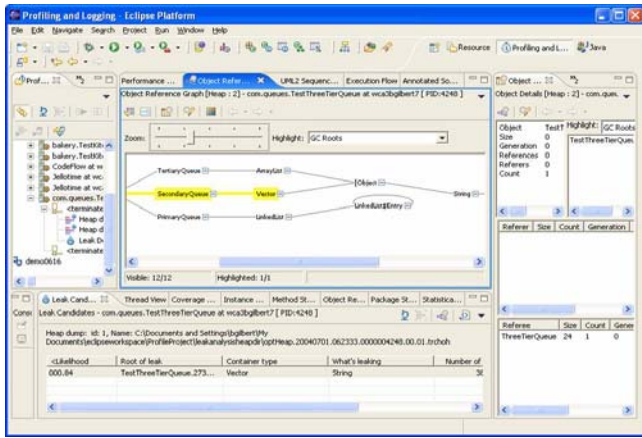 Profiling and Logging - Eclipse Platform
File Edit Navigate Search Project Run Window Help
Resource Profiling and L... Java
Prof...
bakery.TestKit
bakery.TestKit
CodeFlow at w
Jellotime at wc
Jellotime at wc.
com.queues.Te
<terminate
Heap d
Heap d
Leak D
<terminate
demo0616
Performance ... Object Refer... UML2 Sequenc... Execution Flow Annotated So...
Object Reference Graph [Heap : 2] - com.queues.TestThreeTierQueue at wca3bgilbert7 [ PID:4248 ]
Zoom: Highlight: GC Roots
TertiaryQueue ArrayList
[Object
SecondaryQueue Vector String
LinkedList$Entry
PrimaryQueue LinkedList
Visible: 12/12 Highlighted: 1/1
Object ...
Object Details [Heap : 2] - com.queu.
Object TestT Highlight: GC Roots
Size 0
Generation 0
References 0
Referers 0
Count 1
TestThreeTierQueu
Referer Size Count Generation
Referee Size Count Gene
ThreeTierQueue 24 1 0
Leak Cand... Thread View Coverage ... Instance ... Method St... Object Re... Package St... Statistica...
Leak Candidates - com.queues.TestThreeTierQueue at wca3bgilbert7 [ PID:4248 ]
Heap dump: id: 1, Name: C:\Documents and Settings\bgilbert\My
Documents\eclipseworkspace\ProfileProject\leakanalysisheapdir\optHeap.20040701.062333.0000004248.00.01.trchoh
<Likelihood Root of leak Container type What's leaking Number of
000.84 TestThreeTierQueue.273... Vector String